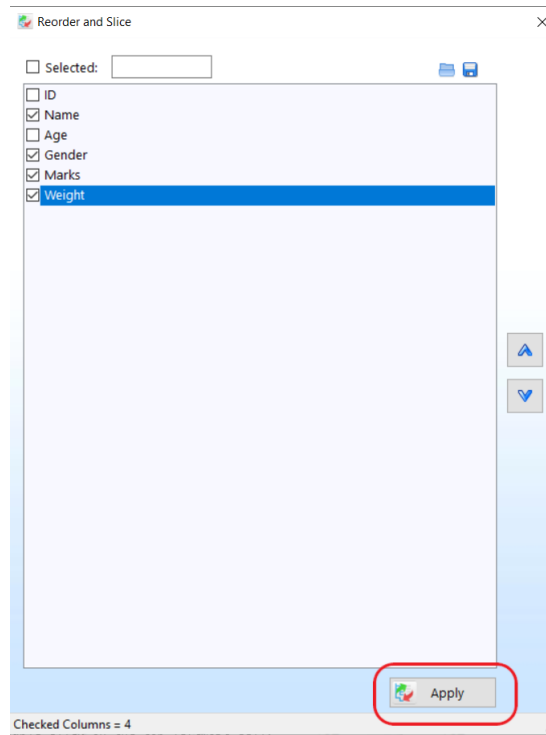 Reorder and Slice
Selected:
ID
Name
Age
Gender
Marks
Weight
Apply
Checked Columns = 4